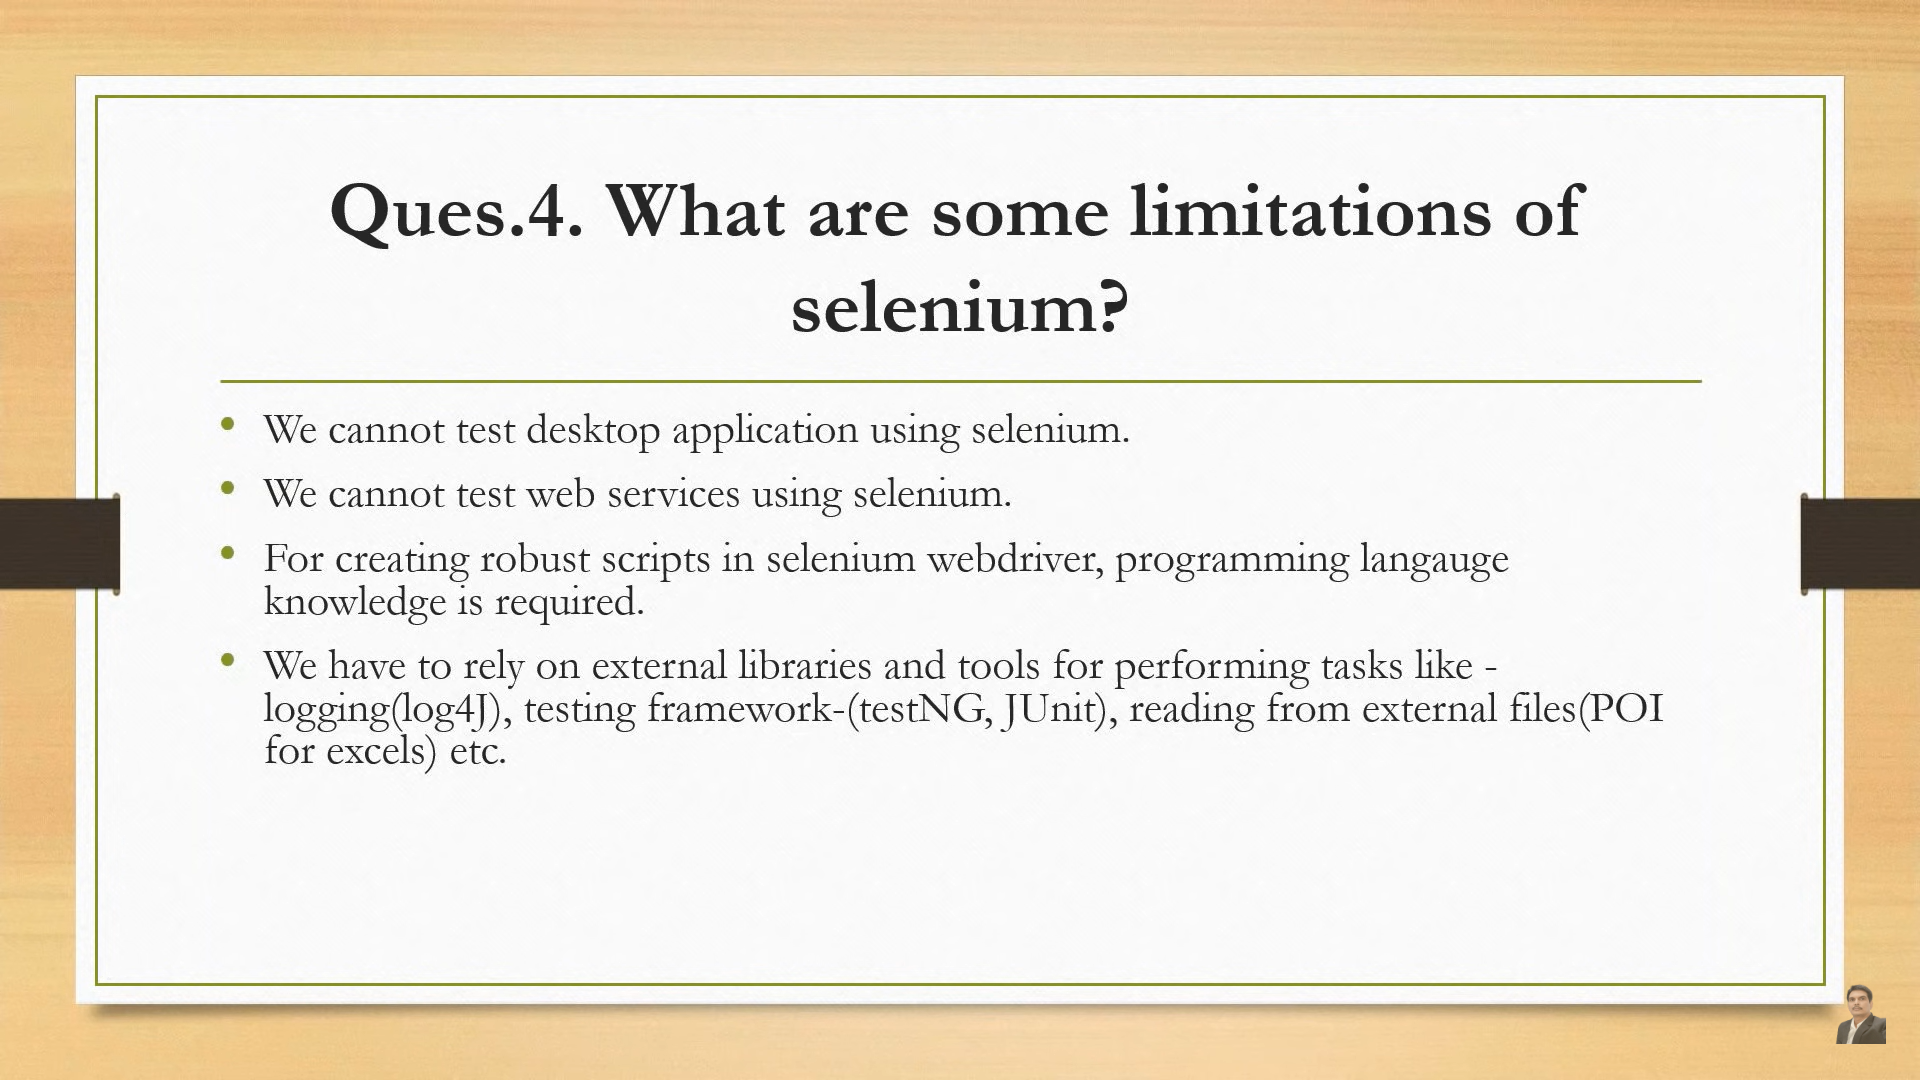 Ques.4. What are some limitations of
selenium?
• We cannot test desktop application using selenium.
• We cannot test web services using selenium.
• For creating robust scripts in selenium webdriver, programming langauge
knowledge is required.
• We have to rely on external libraries and tools for performing tasks like -
logging(log4J), testing framework-(testNG, JUnit), reading from external files(POI
for excels) etc.